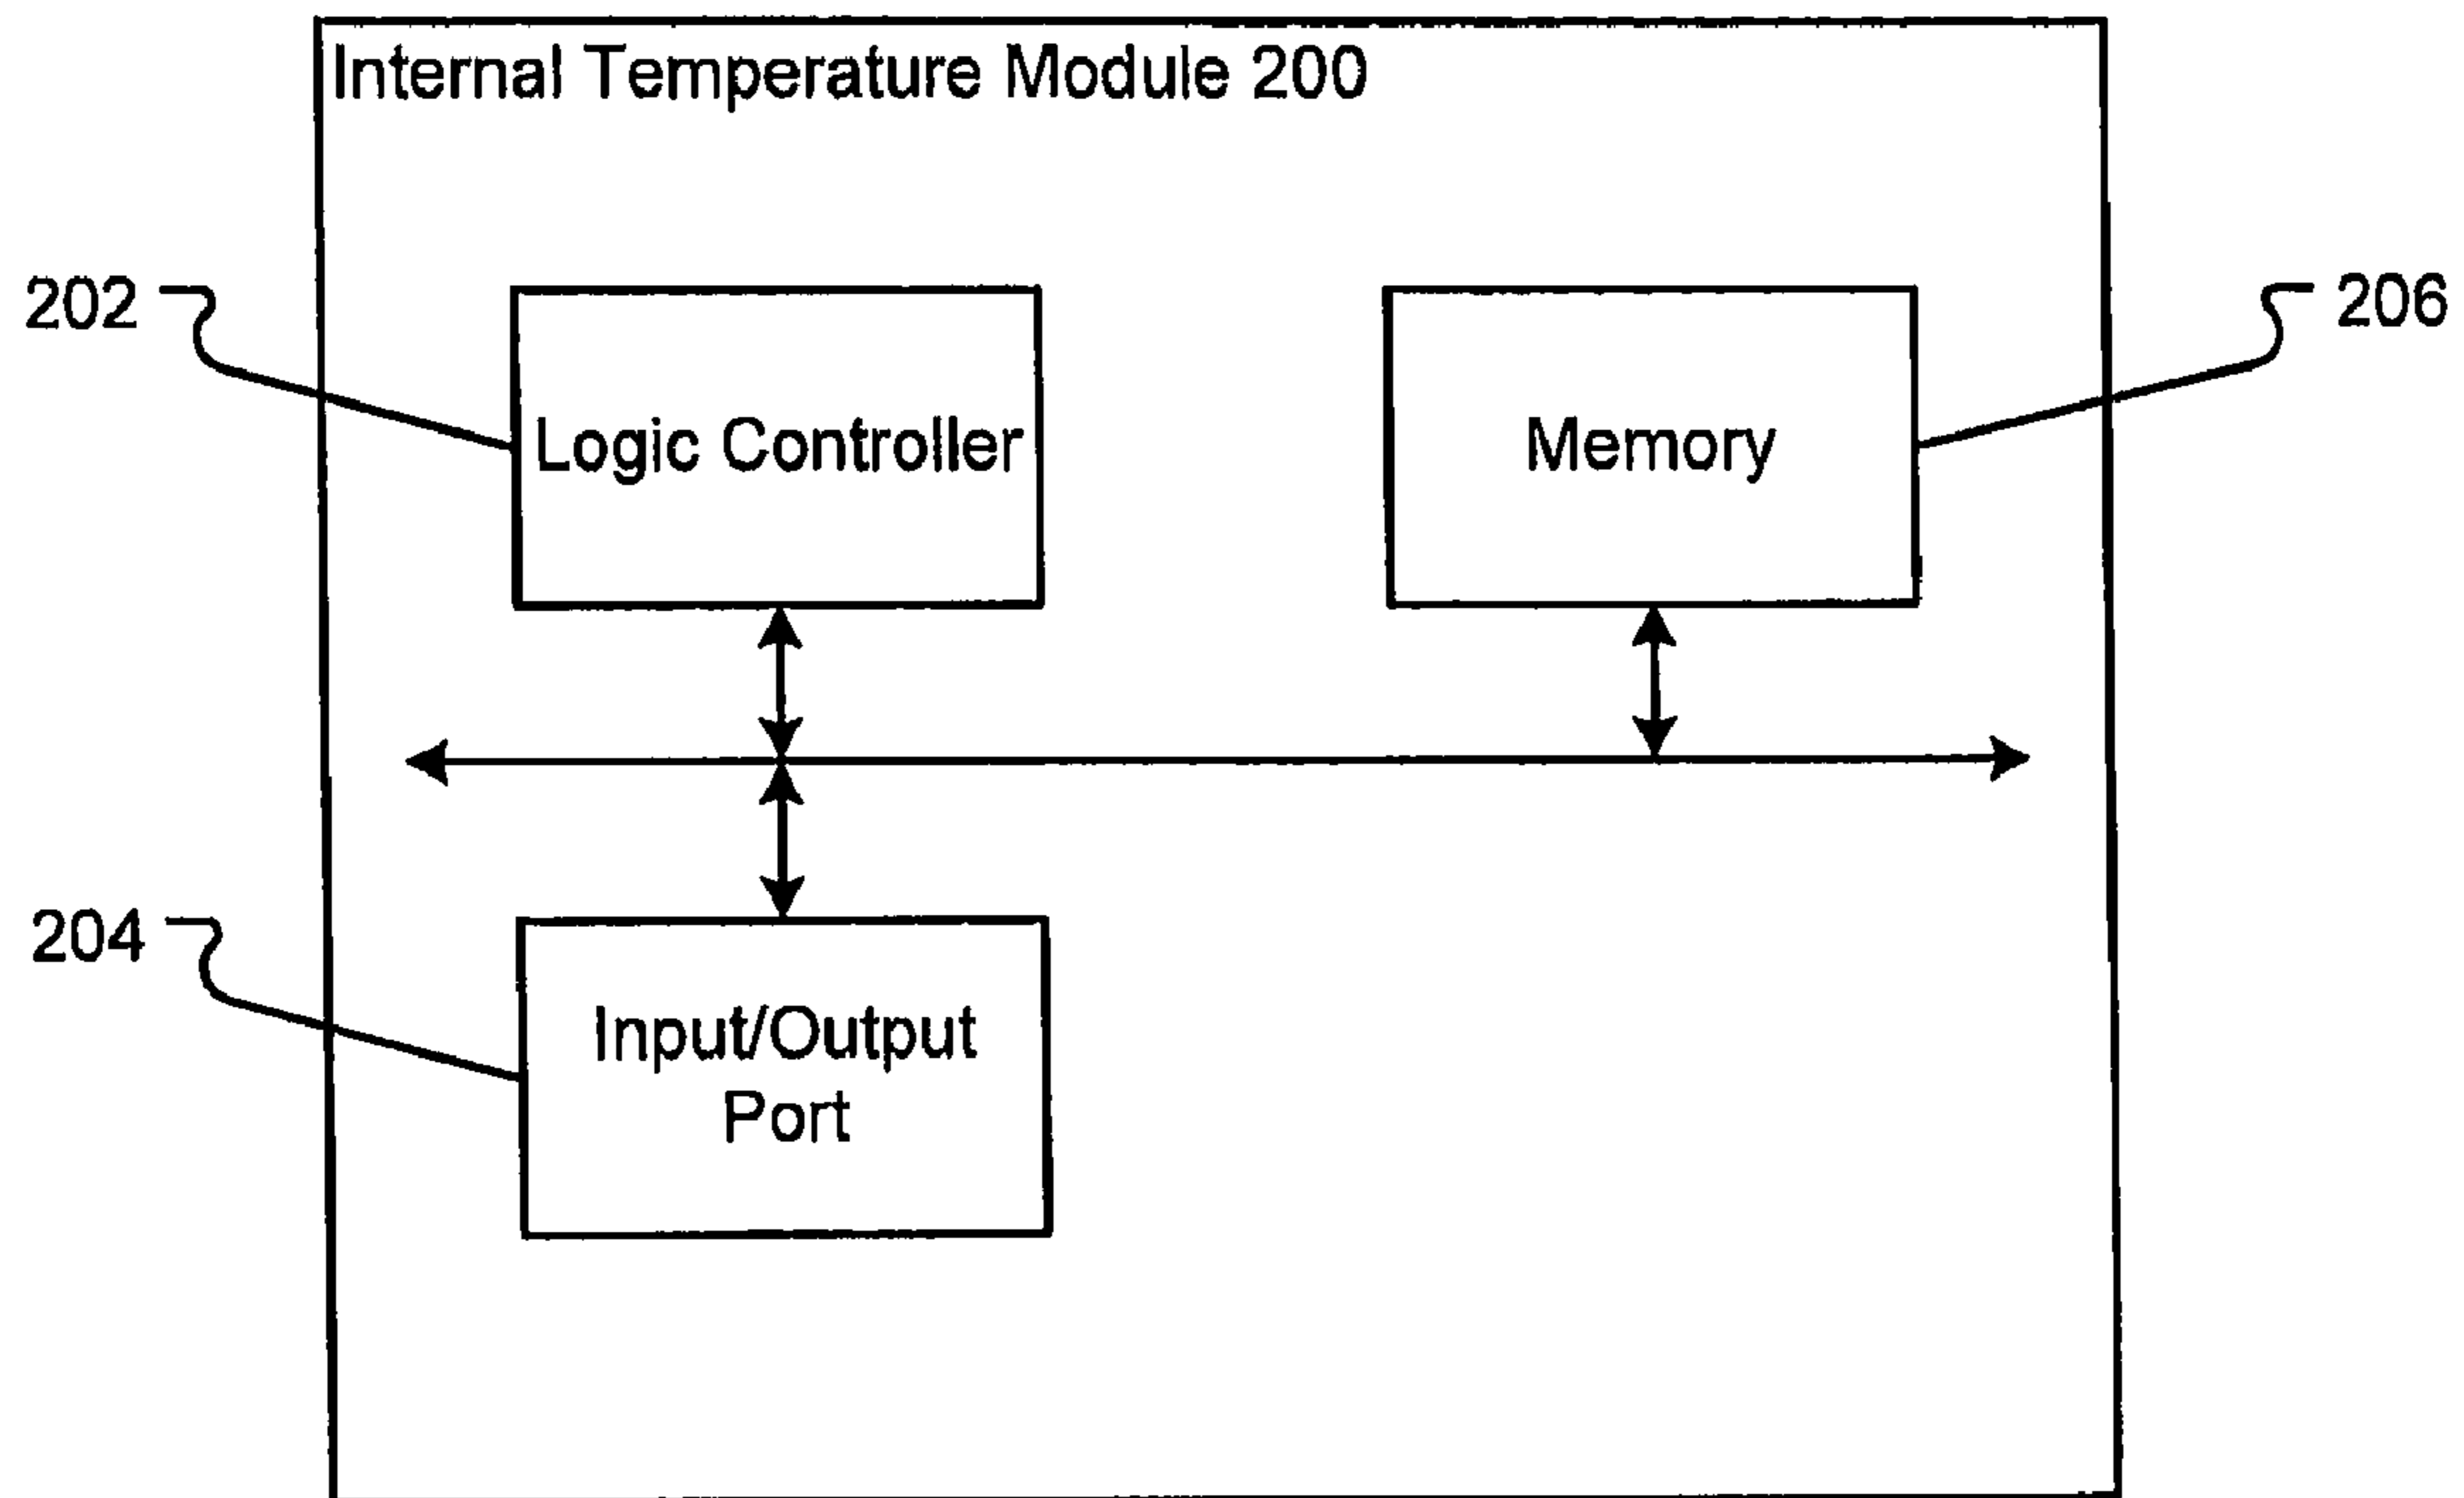 Internal Temperature Module 200
202
206
Logic Controller
Memory
204
Input/Output
Port